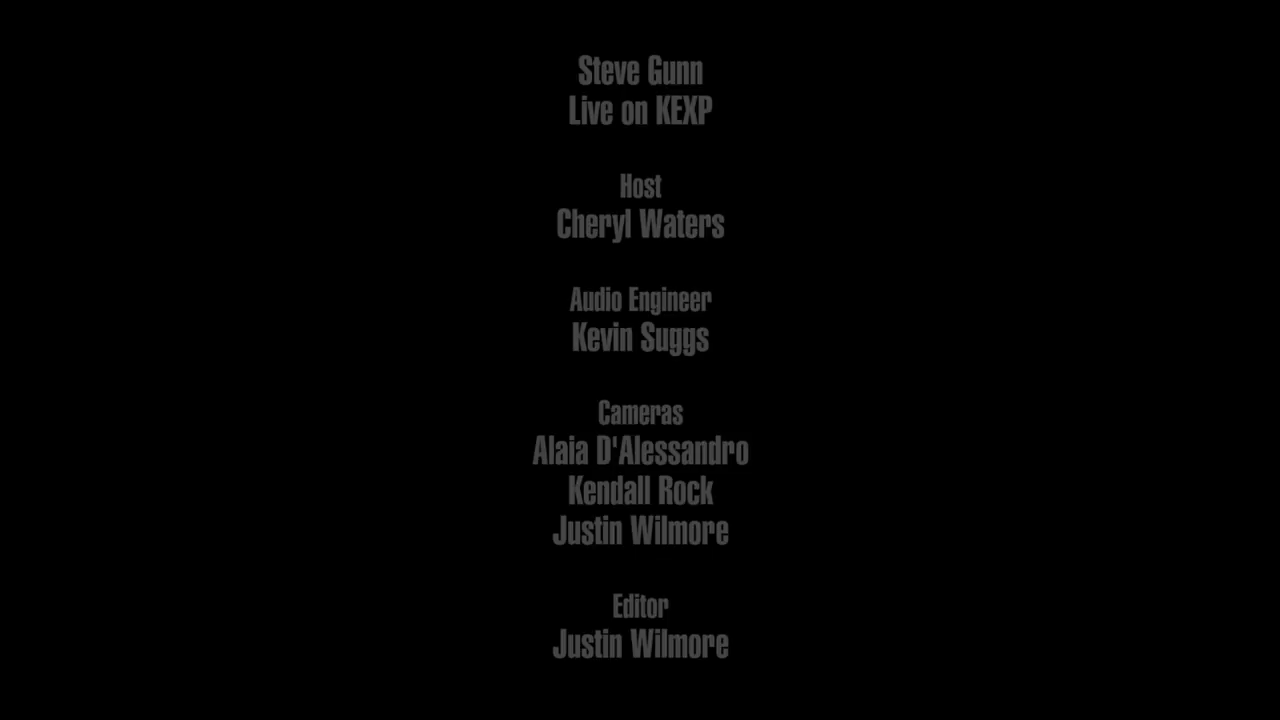 Steve Gunn
Live on KEXP
Host
Cheryl Waters
Audio Engineer
Kevin Suggs
Cameras
Alaia D'Alessandro
Kendall Rock
Justin Wilmore
Editor
Justin Wilmore